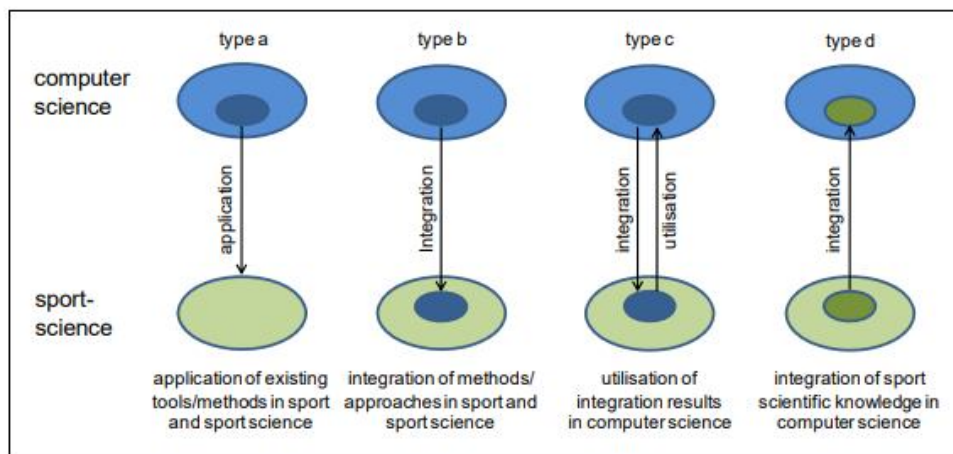 type a
type b
type c
type d
computer
science
application
Integration
integration
utilisation
integration
sport-
science
application of existing
tools/methods in sport
and sport science
integration of methods/
approaches in sport and
sport science
utilisation of
integration results
in computer science
integration of sport
scientific knowledge in
computer science